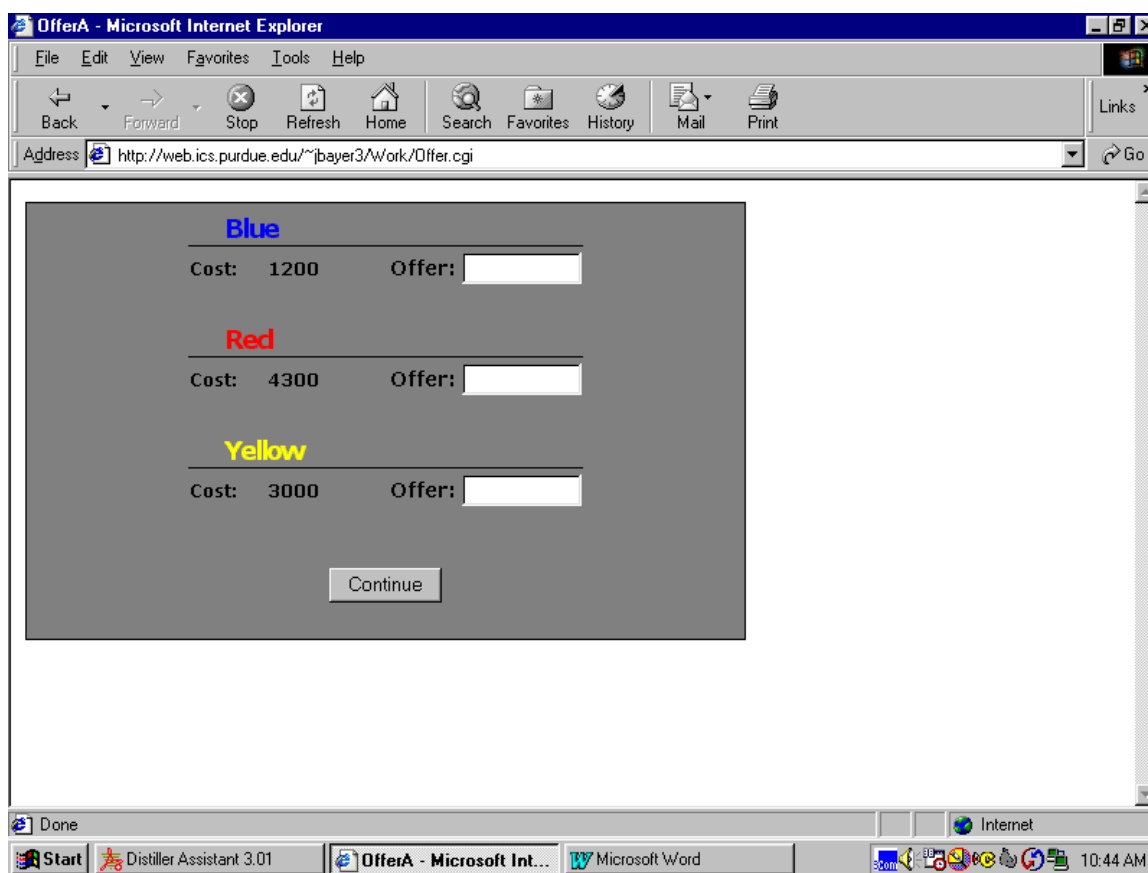 OfferA - Microsoft Internet Explorer
File Edit View Favorites Tools Help
Back Forward Stop Refresh Home Search Favorites History Mail Print Links
Address http://web.ics.purdue.edu/~jbayer3/Work/Offer.cgi Go
Blue
Cost: 1200 Offer:
Red
Cost: 4300 Offer:
Yellow
Cost: 3000 Offer:
Continue
Done Internet
Start Distiller Assistant 3.01 OfferA - Microsoft Int... Microsoft Word 3com 10:44 AM